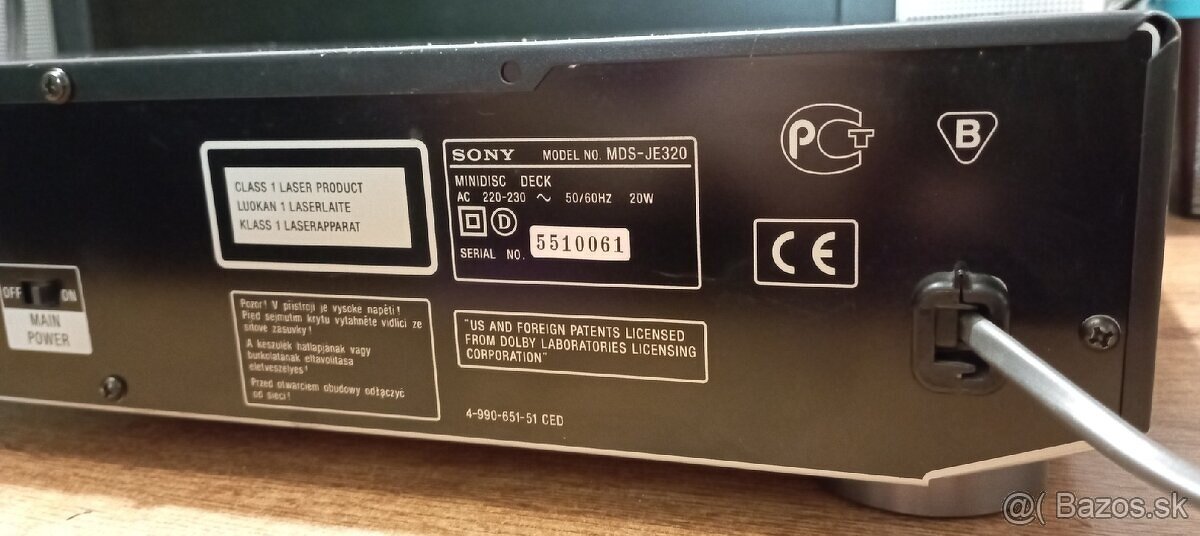 OFF ON
MAIN
POWER
CLASS 1 LASER PRODUCT
LUOKAN 1 LASERLAITE
KLASS 1 LASERAPPARAT
Pozor! V přístroji je vysoké napětí!
Před sejmutím krytu vytáhněte vidlici ze
síťové zásuvky!
A készülék hátlapjának vagy
burkolatának eltávolítása
életveszélyes!
Przed otwarciem obudowy odłączyć
od sieci!
SONY MODEL NO. MDS-JE320
MINIDISC DECK
AC 220-230 ~ 50/60HZ 20W
D
SERIAL NO. 5510061
"US AND FOREIGN PATENTS LICENSED
FROM DOLBY LABORATORIES LICENSING
CORPORATION"
4-990-651-51 CED
PCT
B
CE
@( Bazos.sk